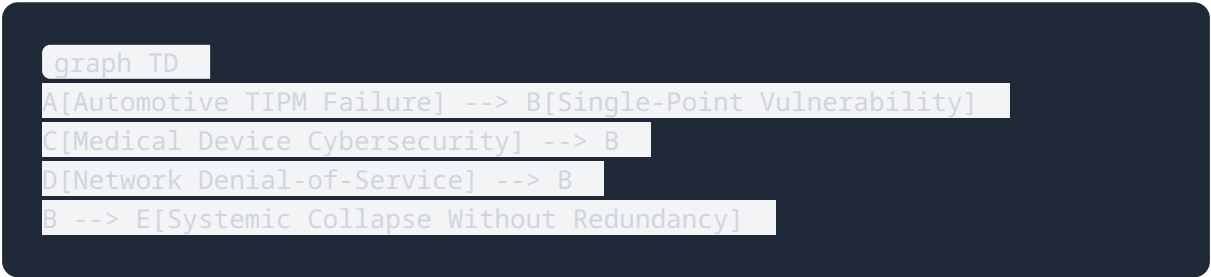 graph TD
A[Automotive TIPM Failure] --> B[Single-Point Vulnerability]
C[Medical Device Cybersecurity] --> B
D[Network Denial-of-Service] --> B
B --> E[Systemic Collapse Without Redundancy]